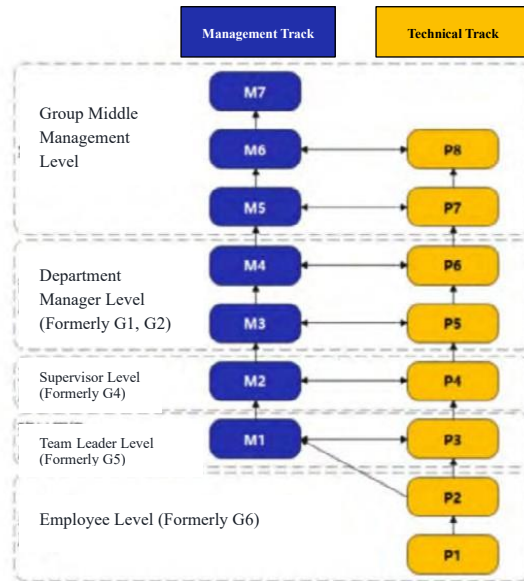 Management Track
Technical Track
M7
Group Middle
Management
Level
M6
P8
M5
P7
Department
Manager Level
(Formerly G1, G2)
M4
P6
M3
P5
Supervisor Level
(Formerly G4)
M2
P4
Team Leader Level
(Formerly G5)
M1
P3
P2
Employee Level (Formerly G6)
P1